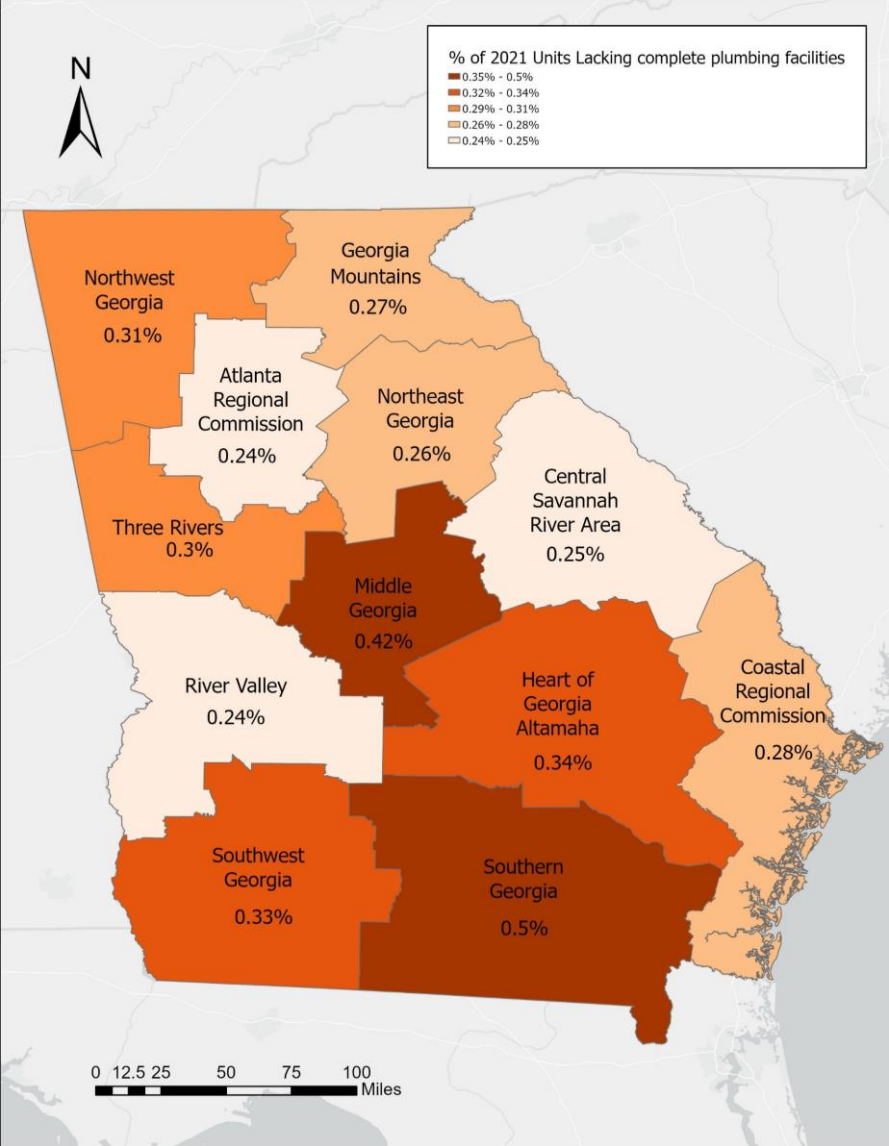 N
% of 2021 Units Lacking complete plumbing facilities
0.35% - 0.5%
0.32% - 0.34%
0.29% - 0.31%
0.26% - 0.28%
0.24% - 0.25%
Northwest
Georgia
0.31%
Georgia
Mountains
0.27%
Atlanta
Regional
Commission
0.24%
Northeast
Georgia
0.26%
Central
Savannah
River Area
0.25%
Three Rivers
0.3%
Middle
Georgia
0.42%
River Valley
0.24%
Heart of
Georgia
Altamaha
0.34%
Coastal
Regional
Commission
0.28%
Southwest
Georgia
0.33%
Southern
Georgia
0.5%
0 12.5 25 50 75 100
Miles